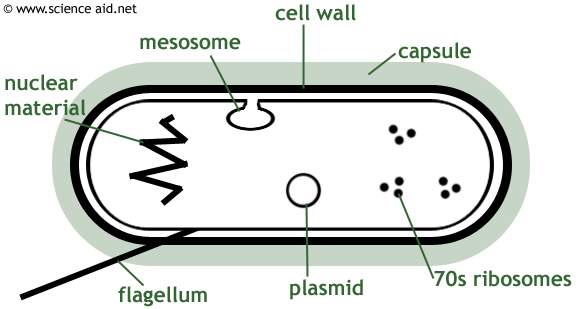 © www.science aid.net
cell wall
mesosome
capsule
nuclear
material
70s ribosomes
plasmid
flagellum